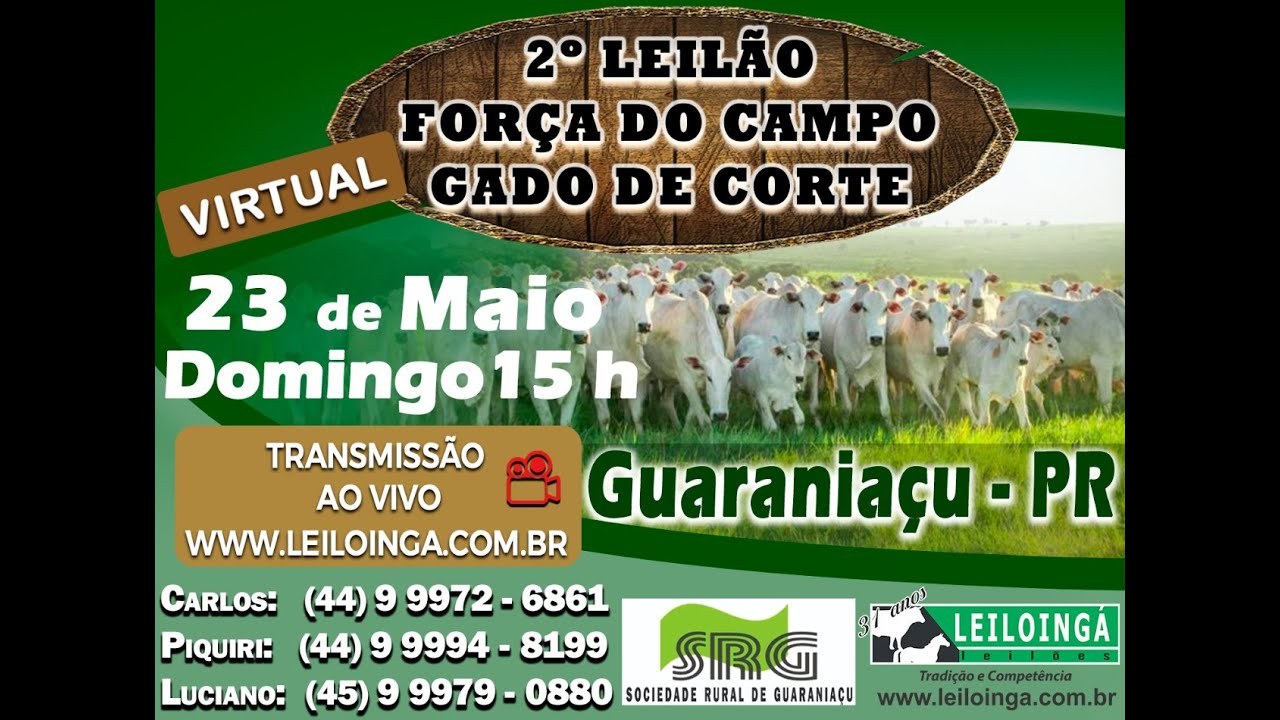 2º LEILÃO
FORÇA DO CAMPO
GADO DE CORTE
VIRTUAL
23 de Maio
Domingo 15 h
TRANSMISSÃO
AO VIVO
WWW.LEILOINGA.COM.BR
Guaraniaçu - PR
CARLOS: (44) 9 9972 - 6861
PIQUIRI: (44) 9 9994 - 8199
LUCIANO: (45) 9 9979 - 0880
SRG
SOCIEDADE RURAL DE GUARANIAÇU
anos
LEILOINGÁ
leilões
Tradição e Competência
www.leiloinga.com.br